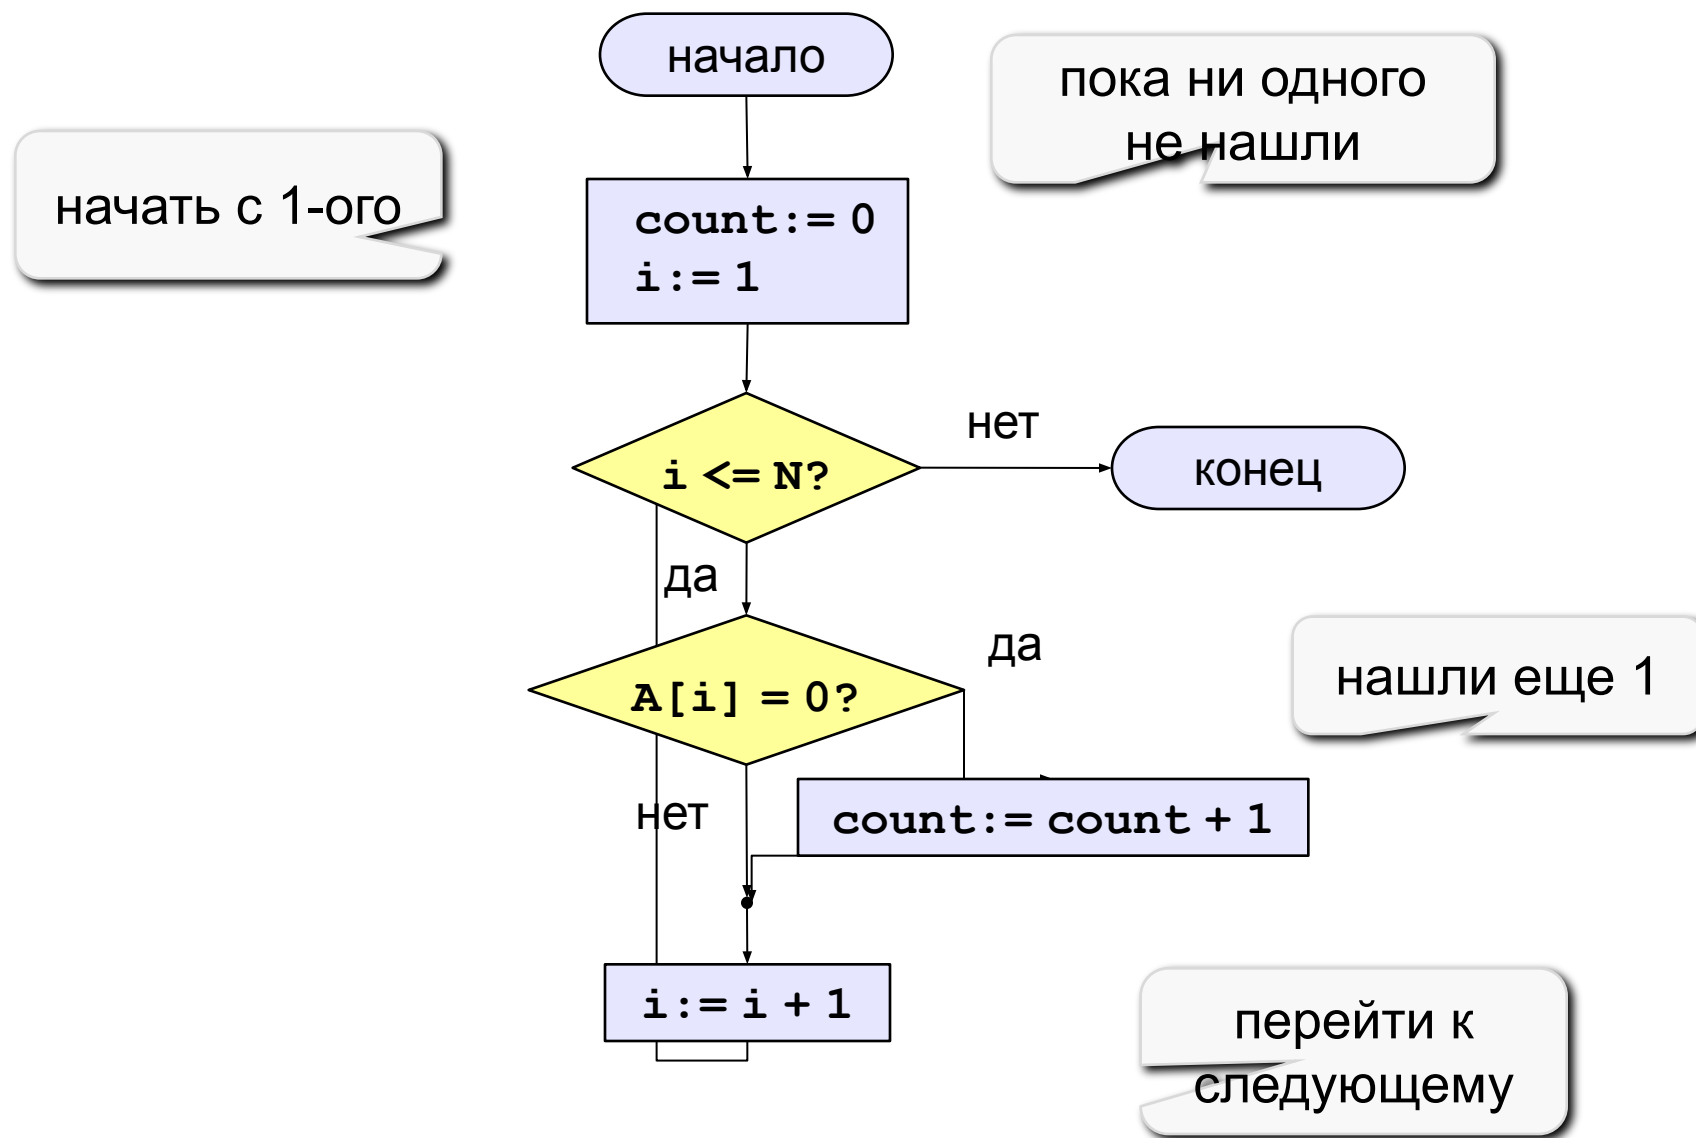 начало
пока ни одного
не нашли
начать с 1-ого
count:= 0
i:= 1
нет
i <= N?
конец
да
да
A[i] = 0?
нашли еще 1
нет
count:= count + 1
i:= i + 1
перейти к
следующему